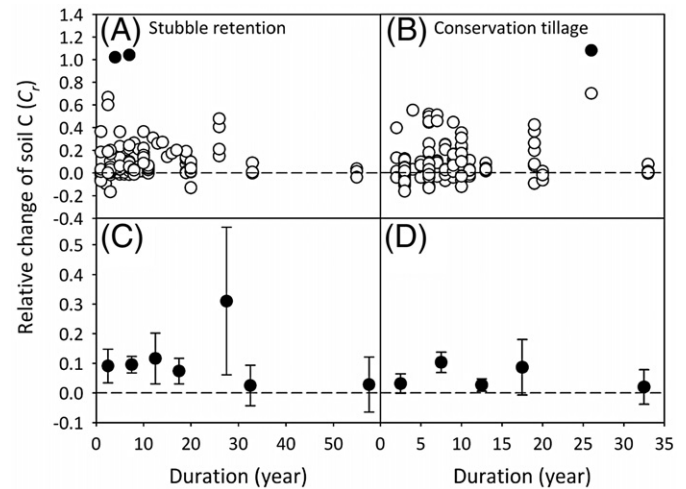 (A) Stubble retention
(B) Conservation tillage
1.4
1.2
1.0
0.8
0.6
0.4
0.2
0.0
-0.2
-0.4
Relative change of soil C (Cr)
(C)
(D)
0.5
0.4
0.3
0.2
0.1
0.0
-0.1
0 10 20 30 40 50 0 5 10 15 20 25 30 35
Duration (year)
Duration (year)